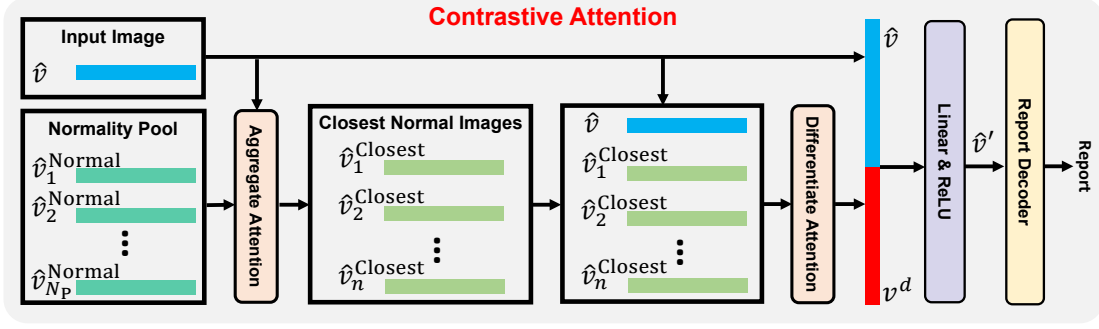 Contrastive Attention
Input Image
v̂
Normality Pool
v̂₁^Normal
v̂₂^Normal
⋮
v̂_{N_P}^Normal
Aggregate Attention
Closest Normal Images
v̂₁^Closest
v̂₂^Closest
⋮
v̂ₙ^Closest
v̂
v̂₁^Closest
v̂₂^Closest
⋮
v̂ₙ^Closest
Differentiate Attention
v̂
v^d
Linear & ReLU
v̂′
Report Decoder
Report